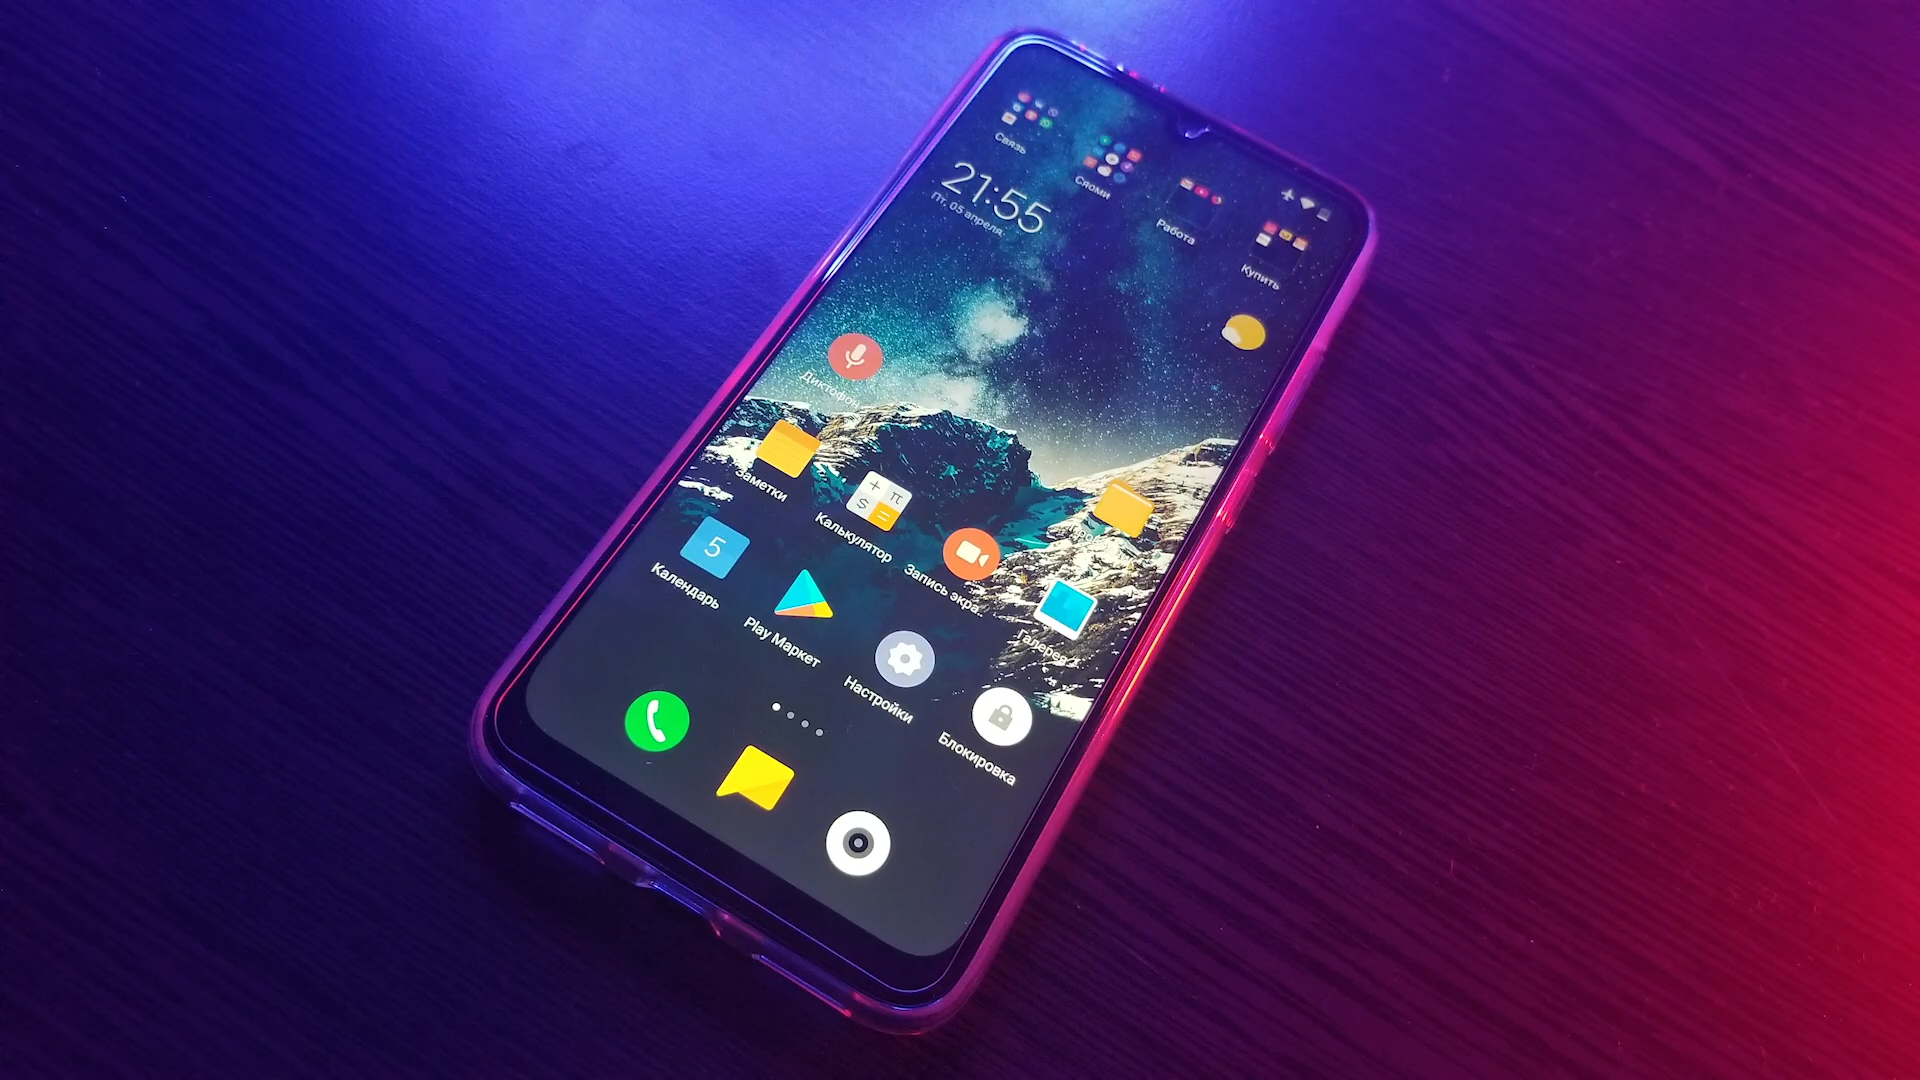 Связь
Сяоми
Работа
Купить
21:55
Пт, 05 апреля
Диктофон
Заметки
Калькулятор
+ π
$ =
Запись экра..
5
Календарь
Play Маркет
Настройки
Галерея
Блокировка